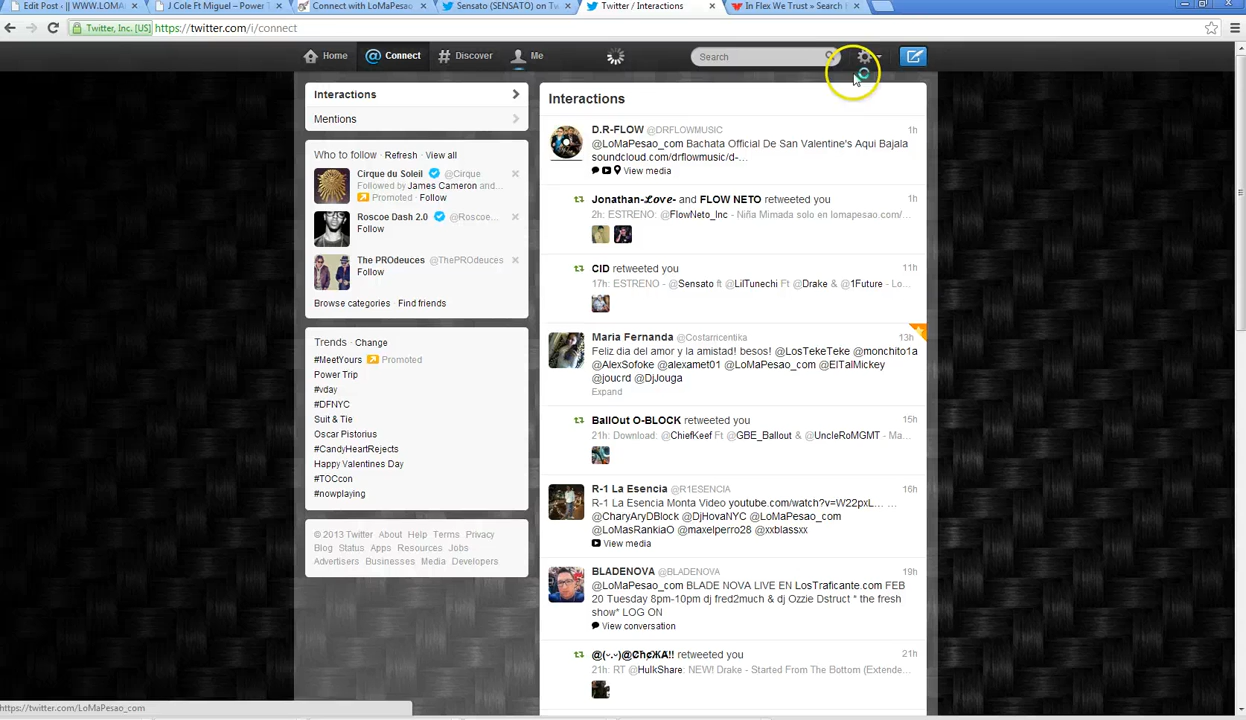 Edit Post ‹ || WWW.LOMA
J Cole Ft Miguel – Power T
Connect with LoMaPesao
Sensato (SENSATO) on Tw
Twitter / Interactions
In Flex We Trust » Search
Twitter, Inc. [US] https://twitter.com/i/connect
Home
Connect
Discover
Me
Search
Interactions
Mentions
Who to follow · Refresh · View all
Cirque du Soleil @Cirque
Followed by James Cameron and...
Promoted · Follow
Roscoe Dash 2.0 @Roscoe...
Follow
The PROdeuces @ThePROdeuces
Follow
Browse categories · Find friends
Trends · Change
#MeetYours Promoted
Power Trip
#vday
#DFNYC
Suit & Tie
Oscar Pistorius
#CandyHeartRejects
Happy Valentines Day
#TOCcon
#nowplaying
© 2013 Twitter About Help Terms Privacy
Blog Status Apps Resources Jobs
Advertisers Businesses Media Developers
Interactions
D.R-FLOW @DRFLOWMUSIC 1h
@LoMaPesao_com Bachata Official De San Valentine's Aqui Bajala
soundcloud.com/drflowmusic/d-...
View media
Jonathan-Love- and FLOW NETO retweeted you 1h
2h: ESTRENO: @FlowNeto_Inc - Niña Mimada solo en lomapesao.com/...
CID retweeted you 11h
17h: ESTRENO - @Sensato ft @LilTunechi Ft @Drake & @1Future - Lo...
Maria Fernanda @Costarricentika 13h
Feliz dia del amor y la amistad! besos! @LosTekeTeke @monchito1a
@AlexSofoke @alexamet01 @LoMaPesao_com @ElTalMickey
@joucrd @DjJouga
Expand
BallOut O-BLOCK retweeted you 15h
21h: Download: @ChiefKeef Ft @GBE_Ballout & @UncleRoMGMT - Ma...
R-1 La Esencia @R1ESENCIA 16h
R-1 La Esencia Monta Video youtube.com/watch?v=W22pxL... ...
@CharyAryDBlock @DjHovaNYC @LoMaPesao_com
@LoMasRankiaO @maxelperro28 @xxblassxx
View media
BLADENOVA @BLADENOVA 19h
@LoMaPesao_com BLADE NOVA LIVE EN LosTraficante.com FEB
20 Tuesday 8pm-10pm dj fred2much & dj Ozzie Dstruct * the fresh
show* LOG ON
View conversation
retweeted you 21h
21h: RT @HulkShare: NEW! Drake - Started From The Bottom (Extende...
https://twitter.com/LoMaPesao_com